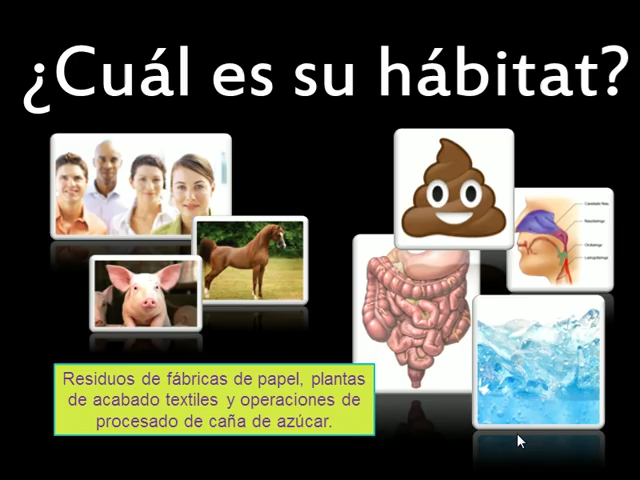 ¿Cuál es su hábitat?
Residuos de fábricas de papel, plantas
de acabado textiles y operaciones de
procesado de caña de azúcar.